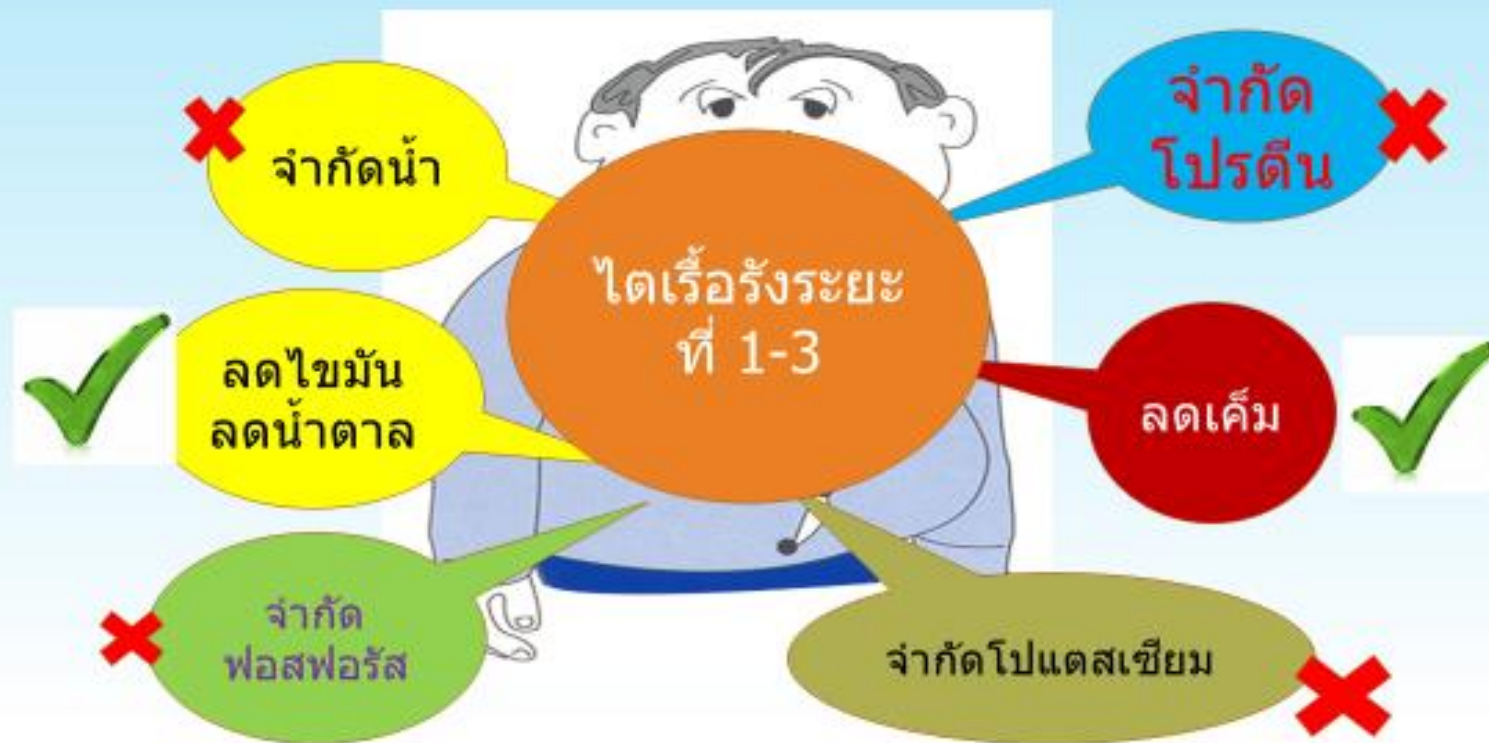 จำกัดน้ำ
จำกัด
โปรตีน
ไตเรื้อรังระยะ
ที่ 1-3
ลดไขมัน
ลดน้ำตาล
ลดเค็ม
จำกัด
ฟอสฟอรัส
จำกัดโปแตสเซียม